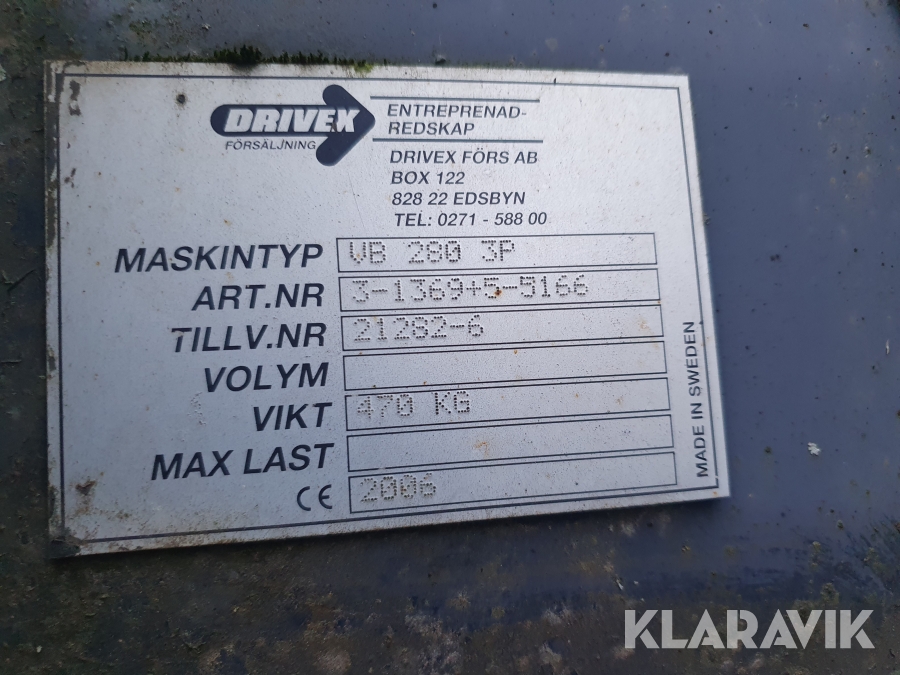 DRIVEX
FÖRSÄLJNING
ENTREPRENAD-
REDSKAP
DRIVEX FÖRS AB
BOX 122
828 22 EDSBYN
TEL: 0271 - 588 00
MASKINTYP VB 280 3P
ART.NR 3-1369+5-5166
TILLV.NR 21282-6
VOLYM
VIKT 470 KG
MAX LAST
CE 2006
MADE IN SWEDEN
KLARAVIK